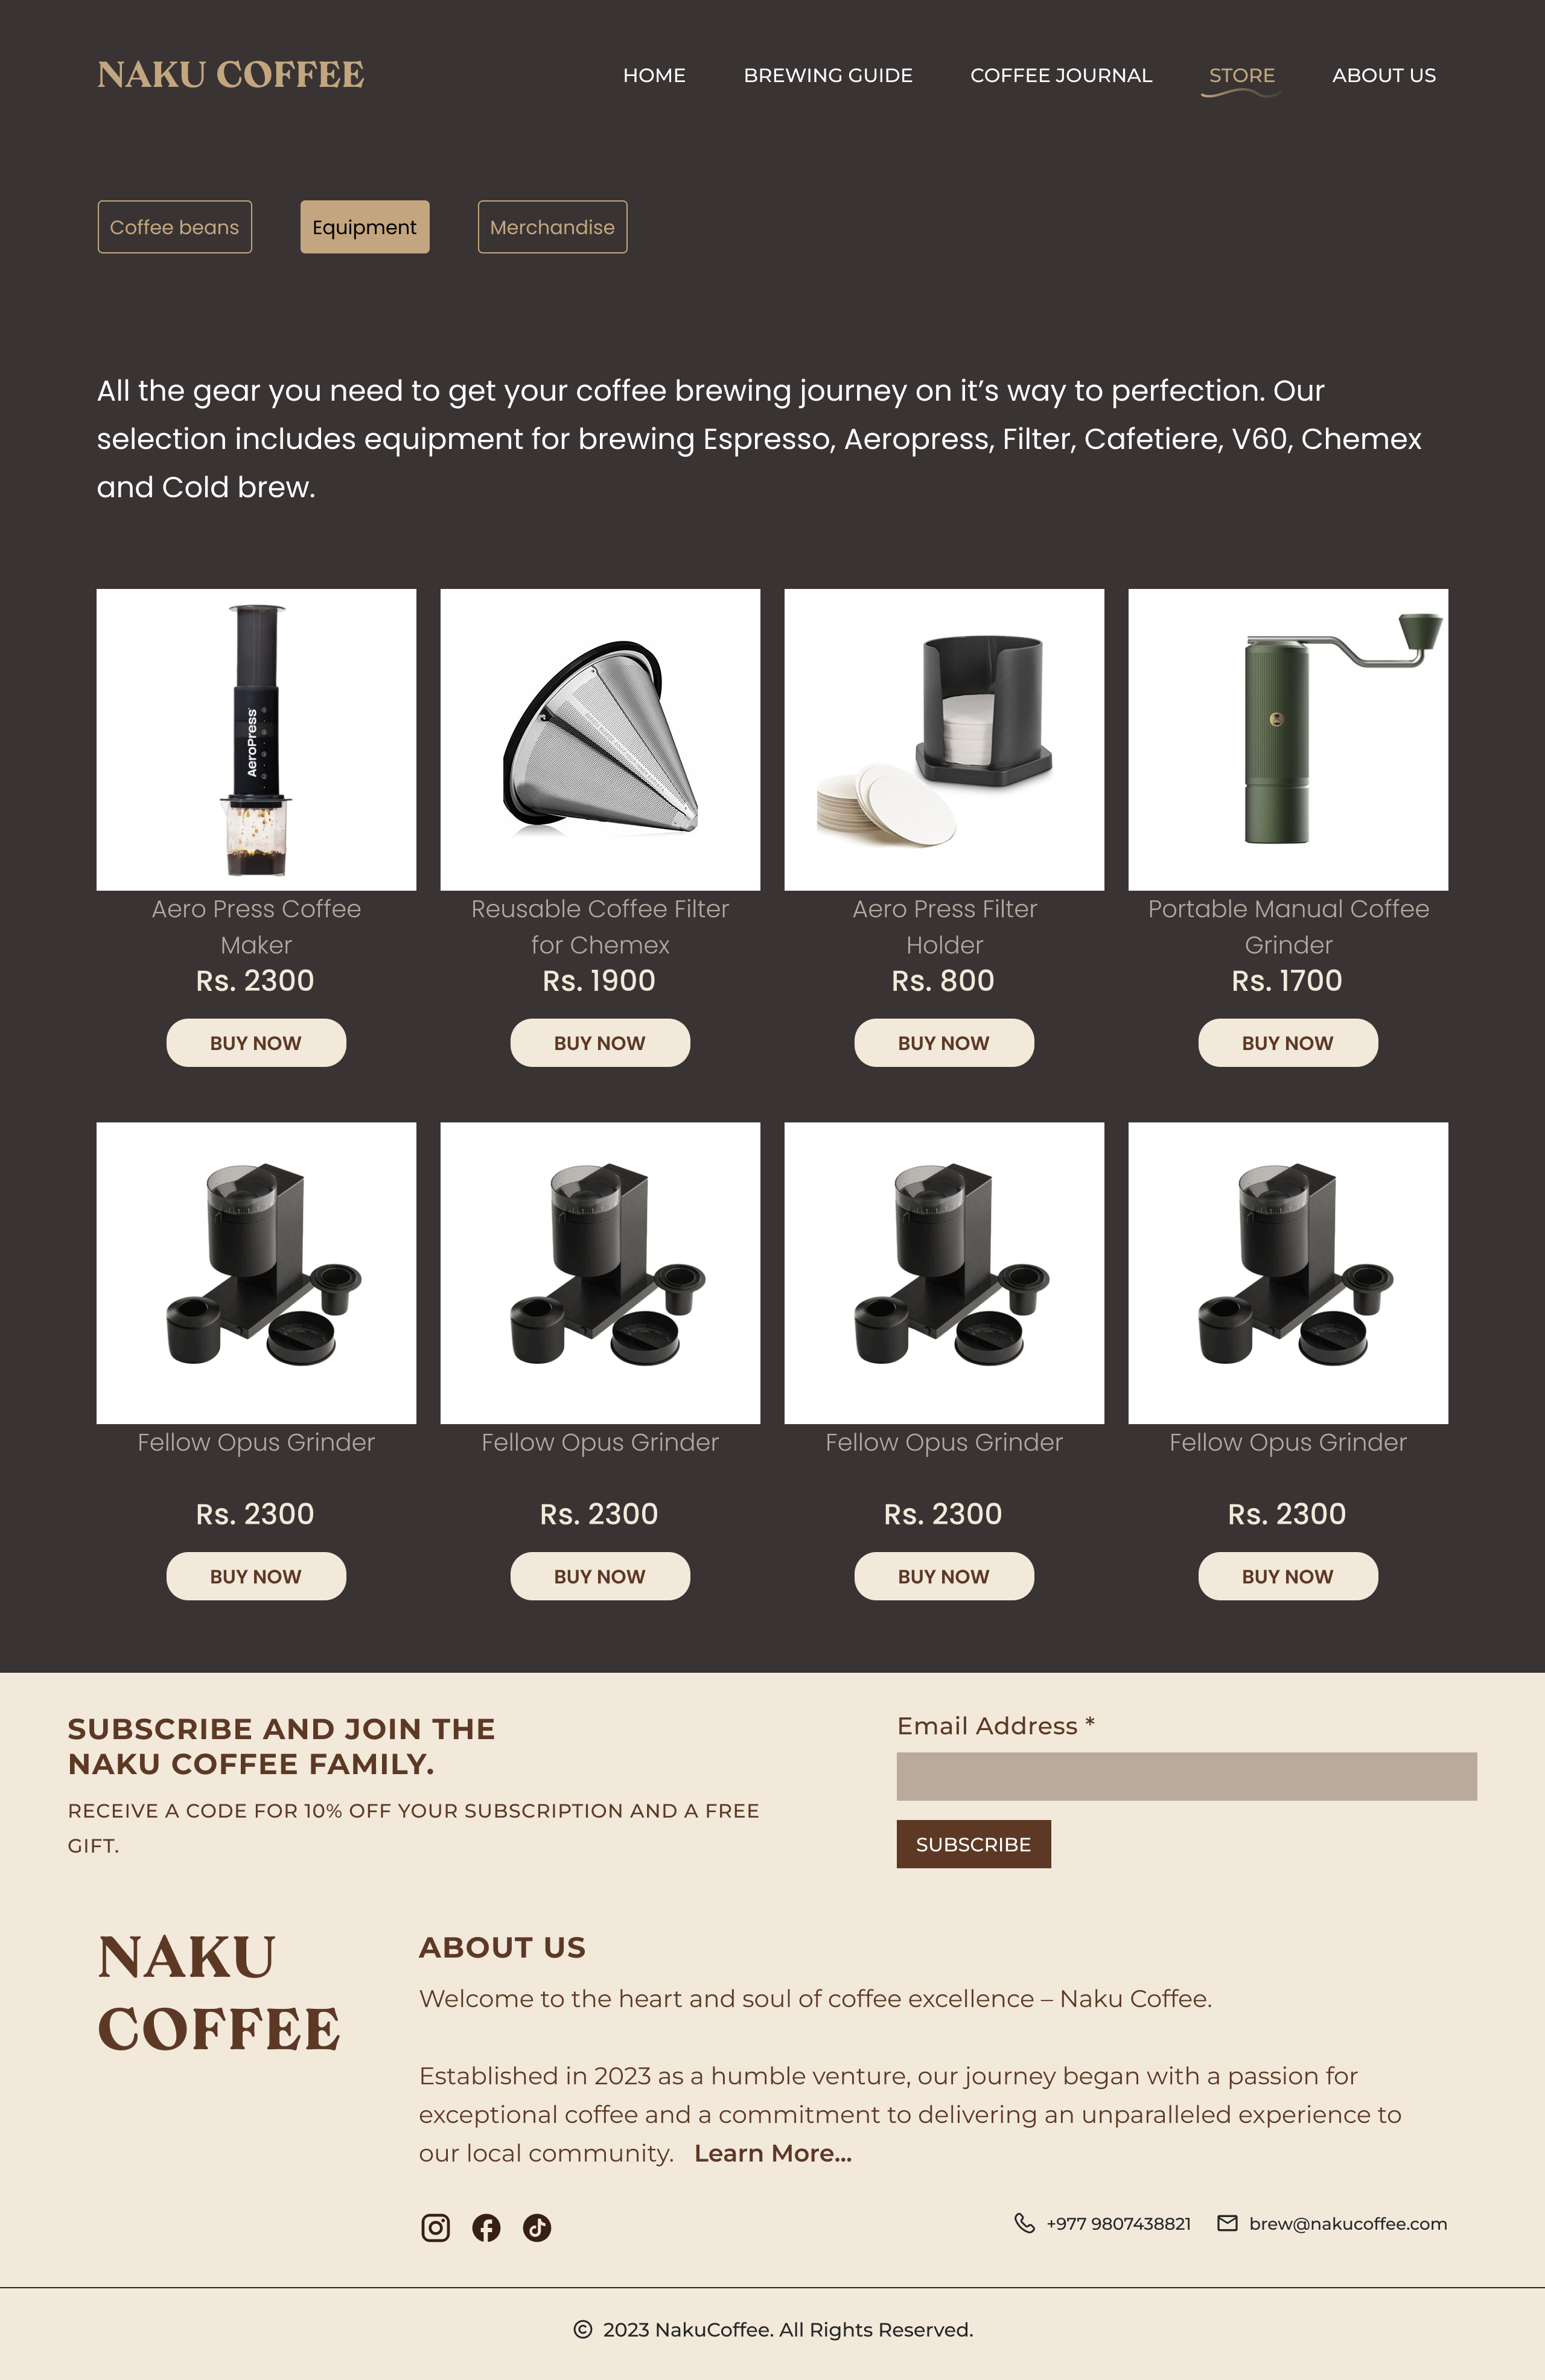 NAKU COFFEE
HOME
BREWING GUIDE
COFFEE JOURNAL
STORE
ABOUT US
Coffee beans
Equipment
Merchandise
All the gear you need to get your coffee brewing journey on it’s way to perfection. Our
selection includes equipment for brewing Espresso, Aeropress, Filter, Cafetiere, V60, Chemex
and Cold brew.
AeroPress
Aero Press Coffee
Maker
Rs. 2300
BUY NOW
Reusable Coffee Filter
for Chemex
Rs. 1900
BUY NOW
Aero Press Filter
Holder
Rs. 800
BUY NOW
Portable Manual Coffee
Grinder
Rs. 1700
BUY NOW
Fellow Opus Grinder
Rs. 2300
BUY NOW
Fellow Opus Grinder
Rs. 2300
BUY NOW
Fellow Opus Grinder
Rs. 2300
BUY NOW
Fellow Opus Grinder
Rs. 2300
BUY NOW
SUBSCRIBE AND JOIN THE
NAKU COFFEE FAMILY.
RECEIVE A CODE FOR 10% OFF YOUR SUBSCRIPTION AND A FREE
GIFT.
Email Address *
SUBSCRIBE
NAKU
COFFEE
ABOUT US
Welcome to the heart and soul of coffee excellence – Naku Coffee.
Established in 2023 as a humble venture, our journey began with a passion for
exceptional coffee and a commitment to delivering an unparalleled experience to
our local community. Learn More...
+977 9807438821
brew@nakucoffee.com
© 2023 NakuCoffee. All Rights Reserved.